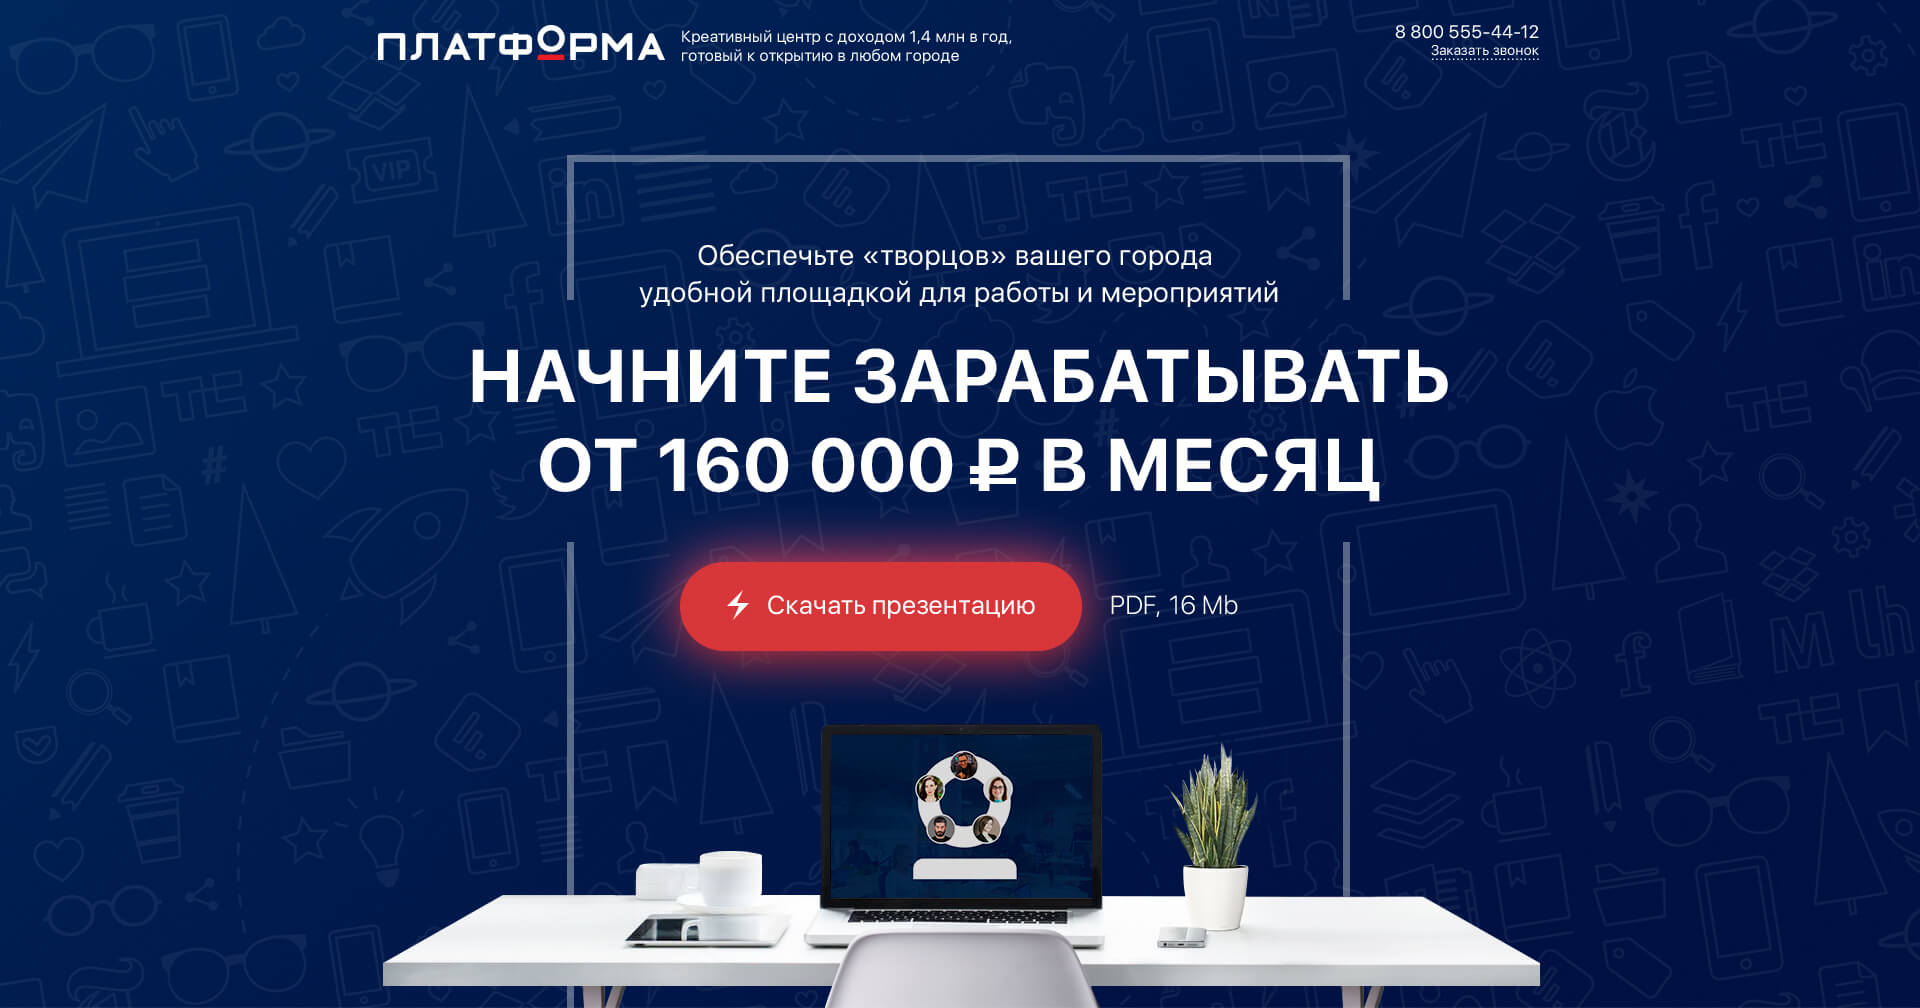 ПЛАТФОРМА
Креативный центр с доходом 1,4 млн в год,
готовый к открытию в любом городе
8 800 555-44-12
Заказать звонок
VIP
Обеспечьте «творцов» вашего города
удобной площадкой для работы и мероприятий
НАЧНИТЕ ЗАРАБАТЫВАТЬ
ОТ 160 000 ₽ В МЕСЯЦ
Скачать презентацию
PDF, 16 Mb